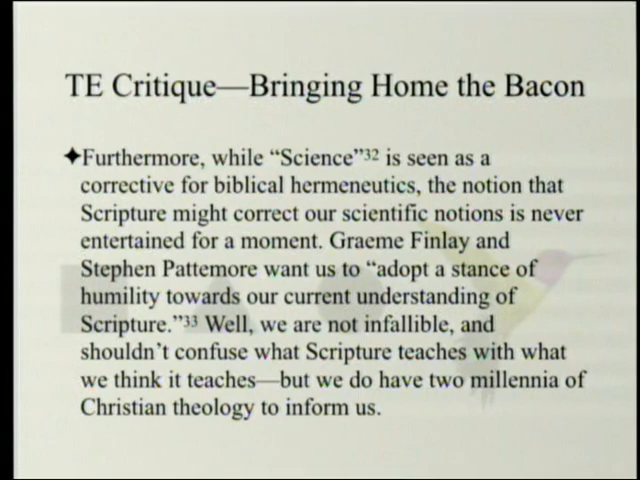 TE Critique—Bringing Home the Bacon
✦Furthermore, while “Science”³² is seen as a
corrective for biblical hermeneutics, the notion that
Scripture might correct our scientific notions is never
entertained for a moment. Graeme Finlay and
Stephen Pattemore want us to “adopt a stance of
humility towards our current understanding of
Scripture.”³³ Well, we are not infallible, and
shouldn’t confuse what Scripture teaches with what
we think it teaches—but we do have two millennia of
Christian theology to inform us.